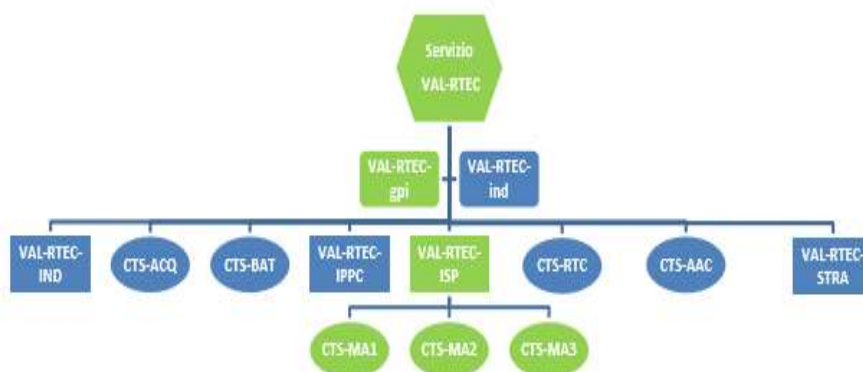 Servizio
VAL-RTEC
VAL-RTEC-
gpi
VAL-RTEC-
ind
VAL-RTEC-
IND
CTS-ACQ
CTS-BAT
VAL-RTEC-
IPPC
VAL-RTEC-
ISP
CTS-RTC
CTS-AAC
VAL-RTEC-
STRA
CTS-MA1
CTS-MA2
CTS-MA3